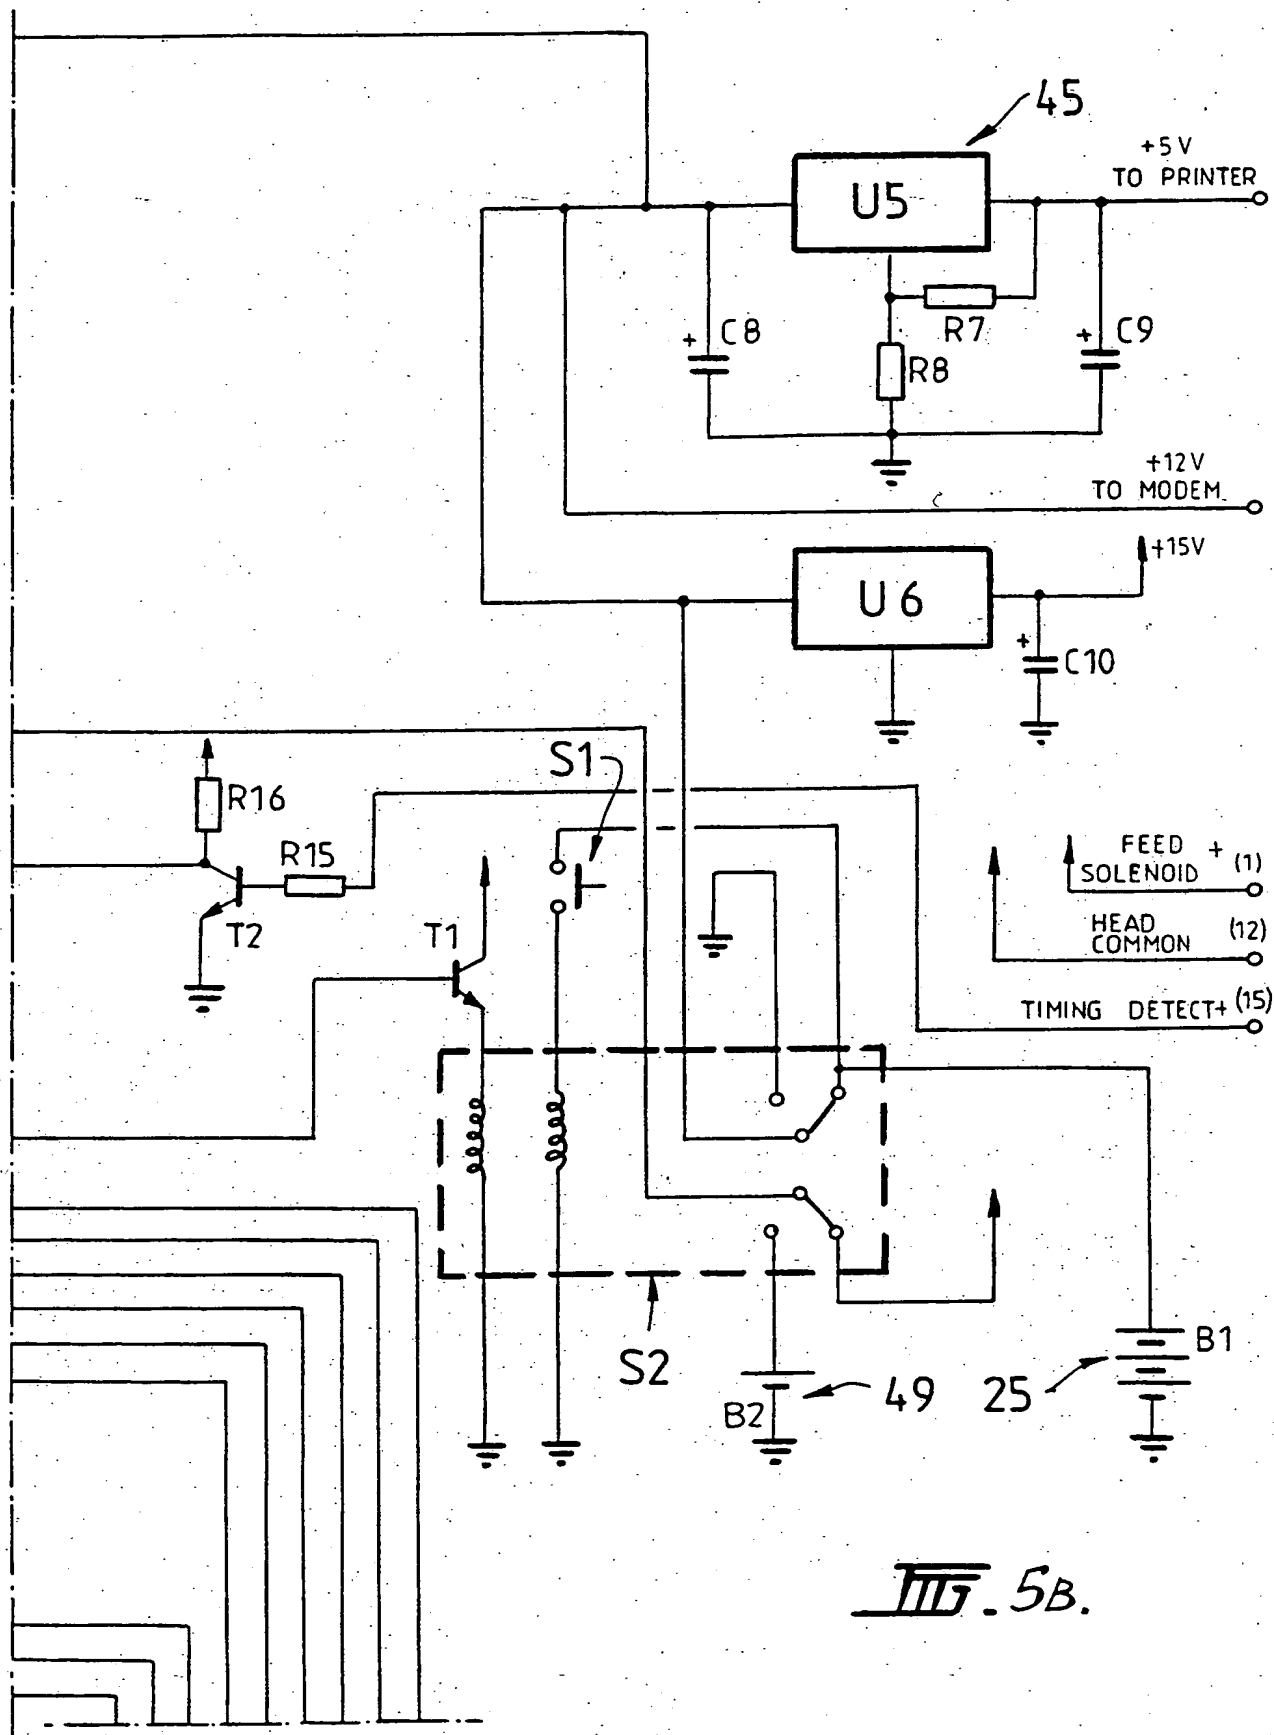 45
+5V
TO PRINTER
U5
R7
C8
+
R8
+
C9
+12V
TO MODEM
+15V
U6
+
C10
S1
R16
R15
T2
T1
FEED +
SOLENOID (1)
HEAD
COMMON (12)
TIMING DETECT+ (15)
S2
B2
49
25
B1
FIG. 5B.